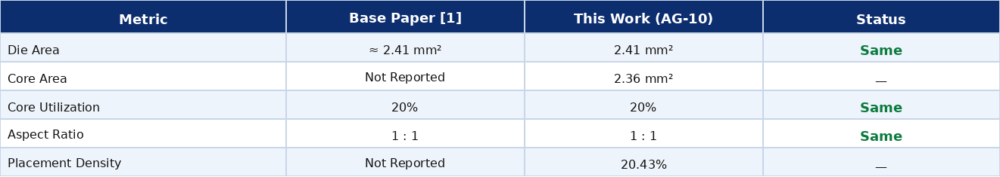 Metric Base Paper [1] This Work (AG-10) Status
Die Area ≈ 2.41 mm² 2.41 mm² Same
Core Area Not Reported 2.36 mm² —
Core Utilization 20% 20% Same
Aspect Ratio 1 : 1 1 : 1 Same
Placement Density Not Reported 20.43% —